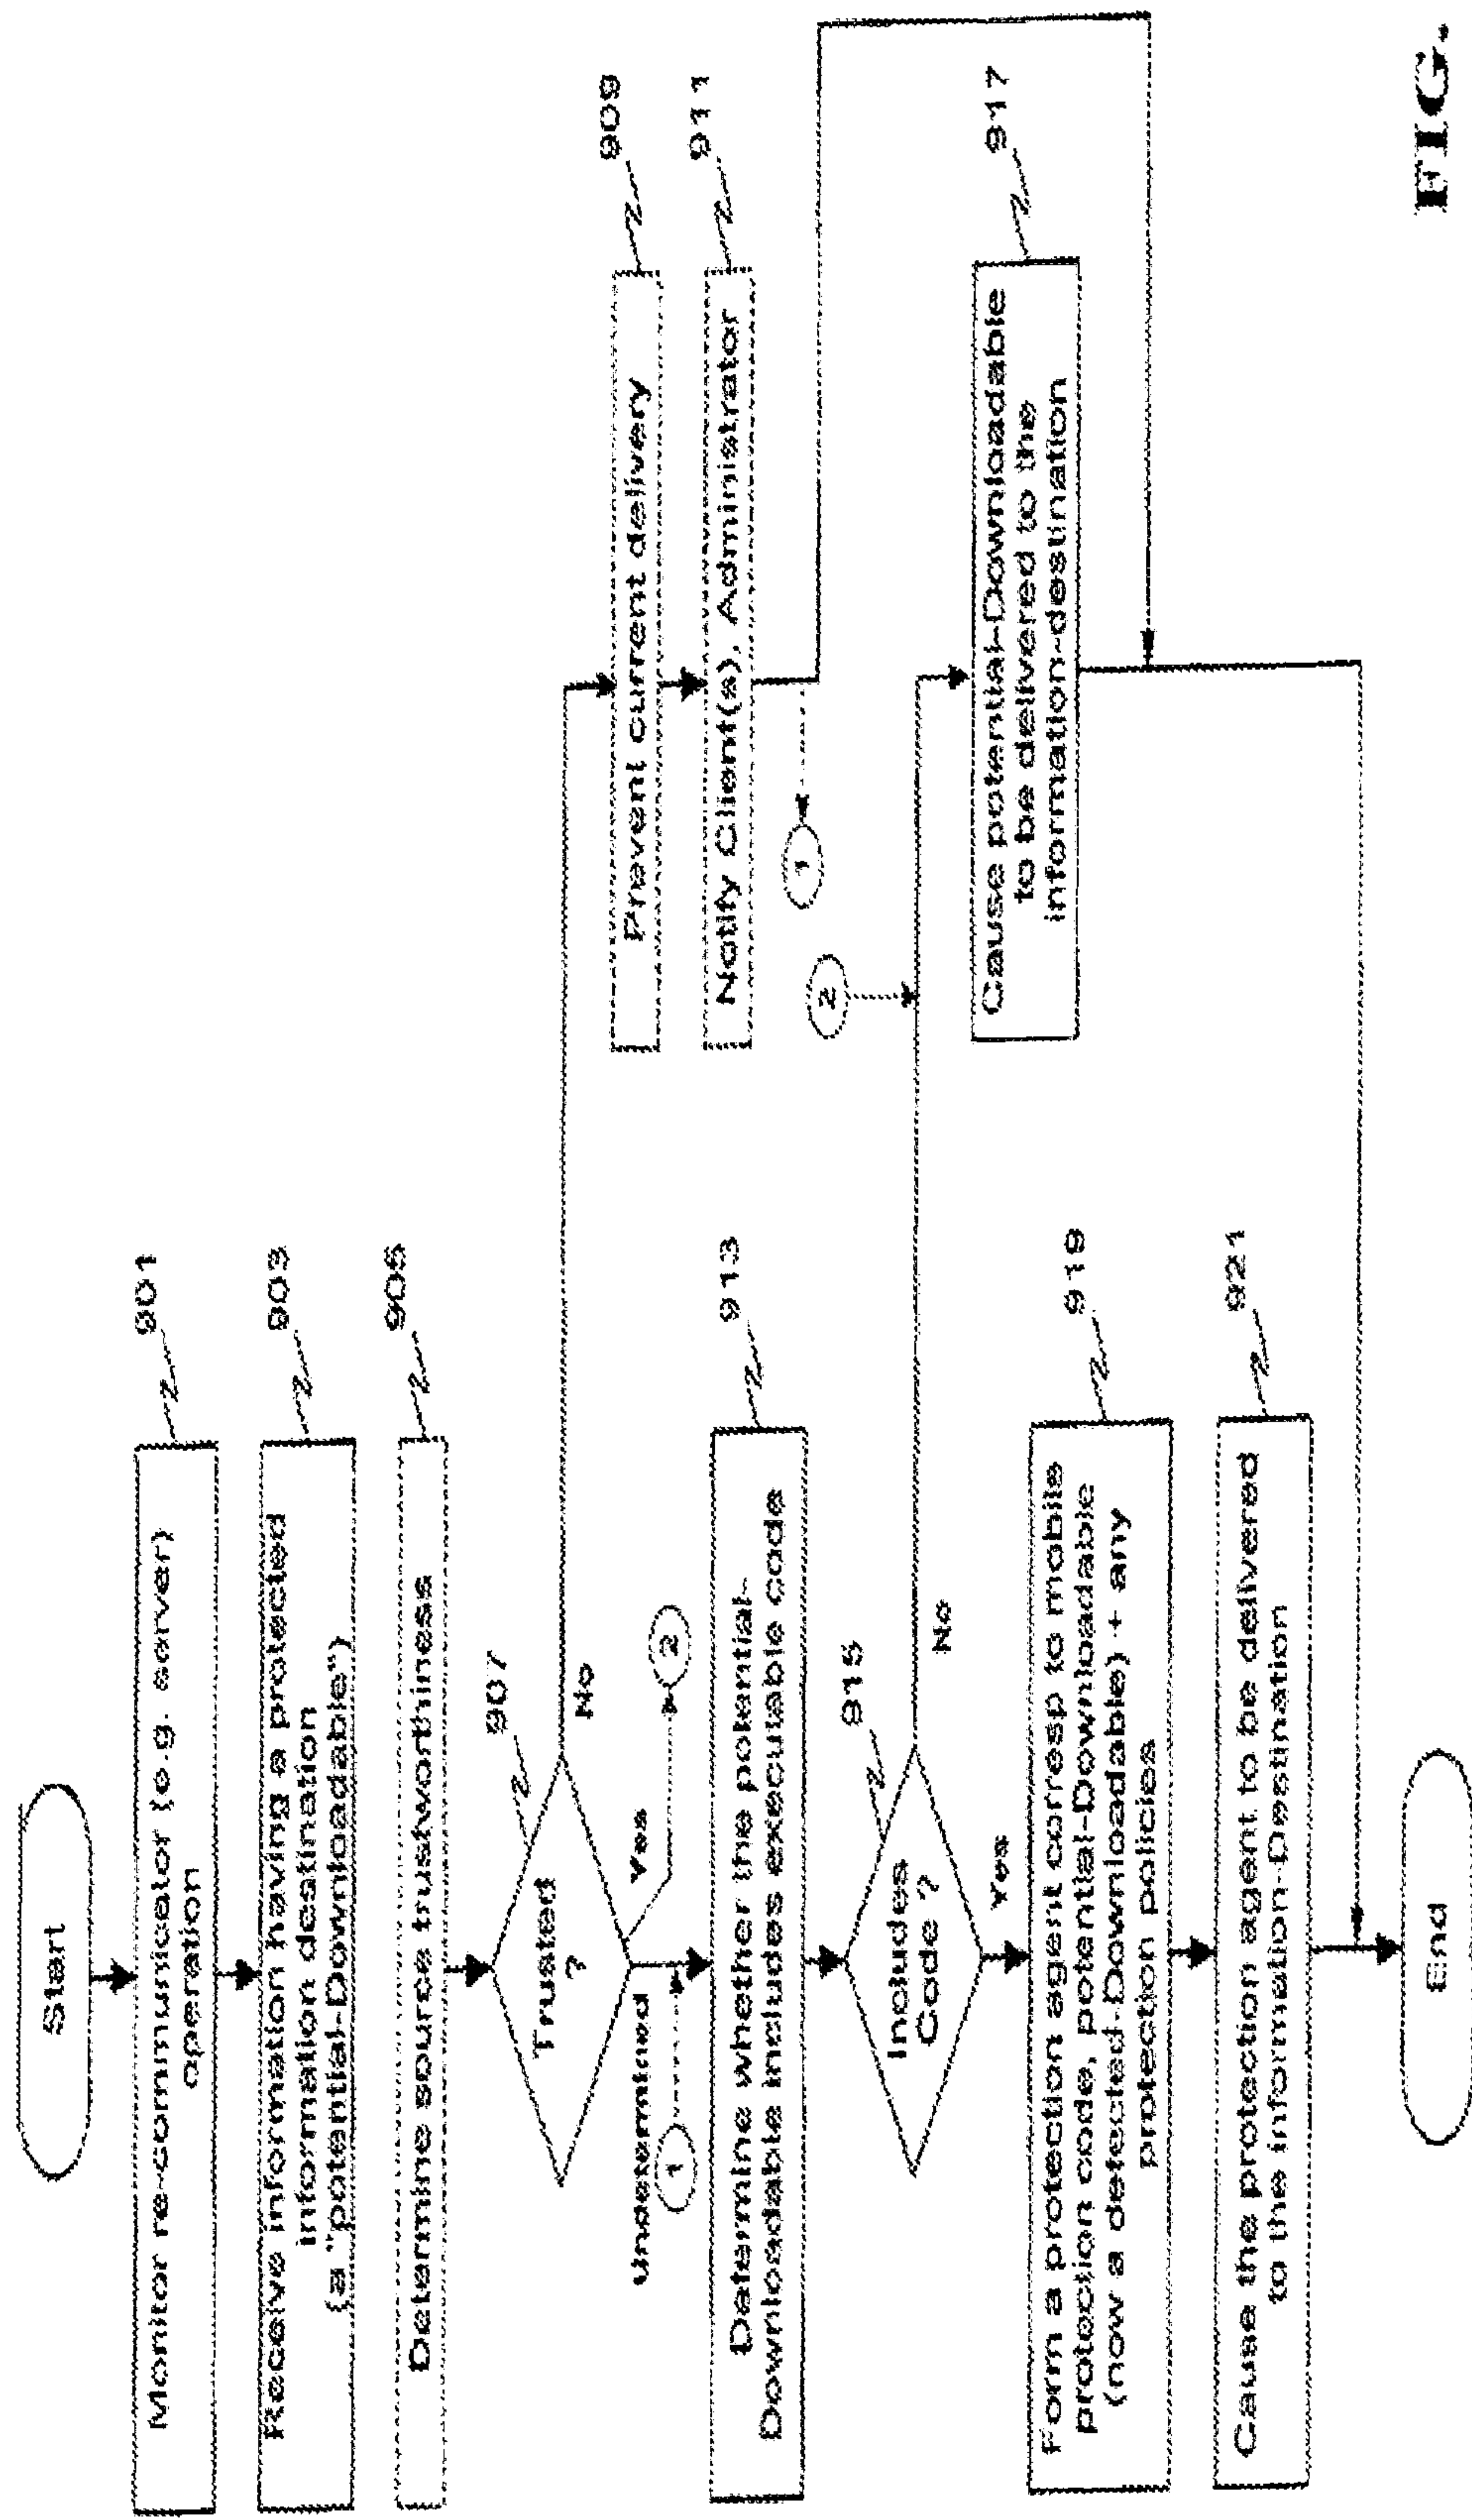 Start
901
Monitor re-communicator (e.g. server)
operation
903
Receive information having a protected
information destination
(a "potential-Downloadable")
905
Determine source trustworthiness
907
Trusted
?
No
Yes
2
Undetermined
1
909
Prevent current delivery
911
Notify Client(s), Administrator
1
913
Determine whether the potential-
Downloadable includes executable code
915
Includes
Code ?
No
Yes
2
917
Cause potential-Downloadable
to be delivered to the
information-destination
919
Form a protection agent corresp to mobile
protection code, potential-Downloadable
(now a detected-Downloadable) + any
protection policies
921
Cause the protection agent to be delivered
to the Information-Destination
End
FIG.